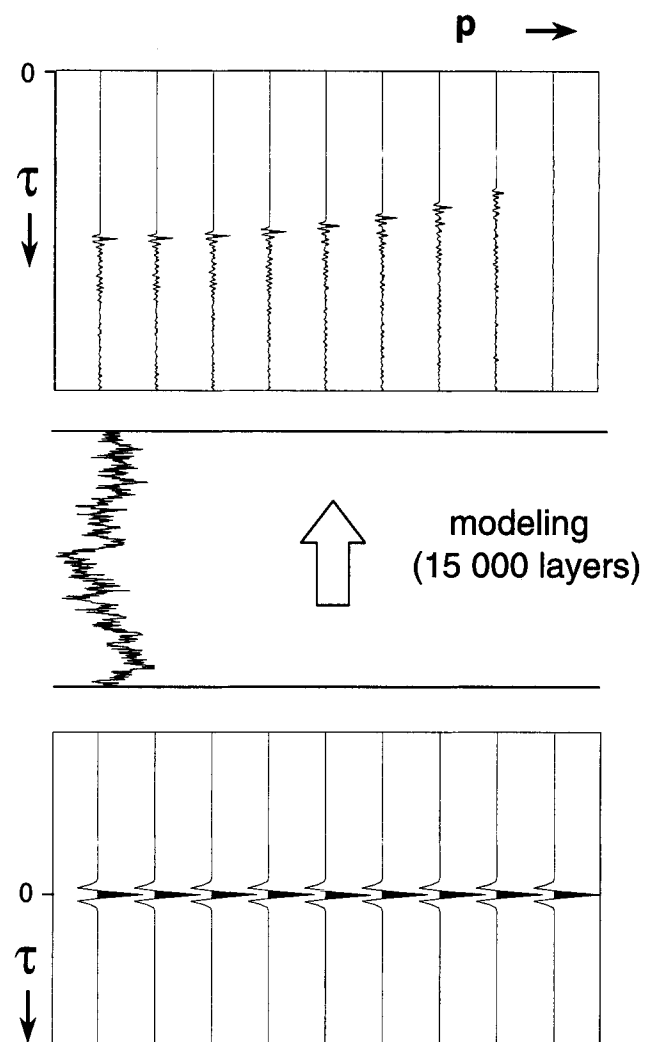 p →
0
τ
↓
modeling
(15 000 layers)
0
τ
↓